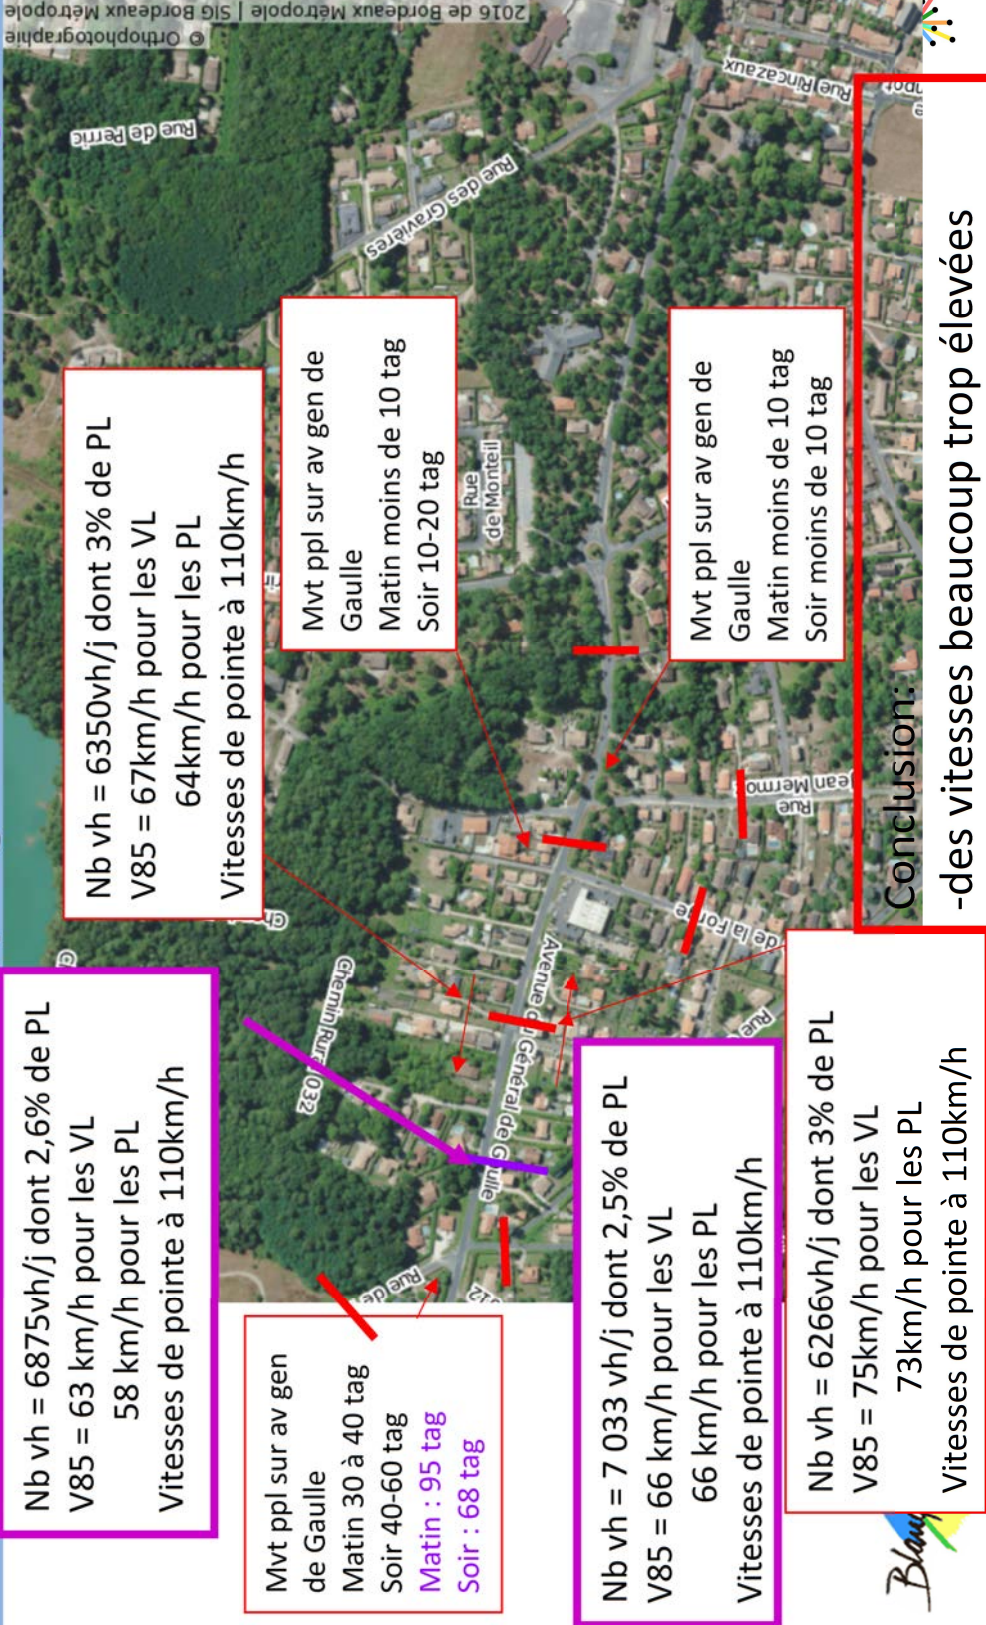 Nb vh = 6875vh/j dont 2,6% de PL
V85 = 63 km/h pour les VL
58 km/h pour les PL
Vitesses de pointe à 110km/h
Nb vh = 6350vh/j dont 3% de PL
V85 = 67km/h pour les VL
64km/h pour les PL
Vitesses de pointe à 110km/h
Mvt ppl sur av gen
de Gaulle
Matin 30 à 40 tag
Soir 40-60 tag
Matin : 95 tag
Soir : 68 tag
Mvt ppl sur av gen de
Gaulle
Matin moins de 10 tag
Soir 10-20 tag
Nb vh = 7 033 vh/j dont 2,5% de PL
V85 = 66 km/h pour les VL
66 km/h pour les PL
Vitesses de pointe à 110km/h
Mvt ppl sur av gen de
Gaulle
Matin moins de 10 tag
Soir moins de 10 tag
Nb vh = 6266vh/j dont 3% de PL
V85 = 75km/h pour les VL
73km/h pour les PL
Vitesses de pointe à 110km/h
Conclusion:
-des vitesses beaucoup trop élevées
© Orthophotographie
2016 de Bordeaux Métropole | SIG Bordeaux Métropole
Rue de Perric
Rue des Gravières
Rue Rincazaux
Rue
de Monteil
Chemin Rural 032
Avenue du Général de Gaulle
Rue de
de la Forge
Rue
Jean Mermo
Rue